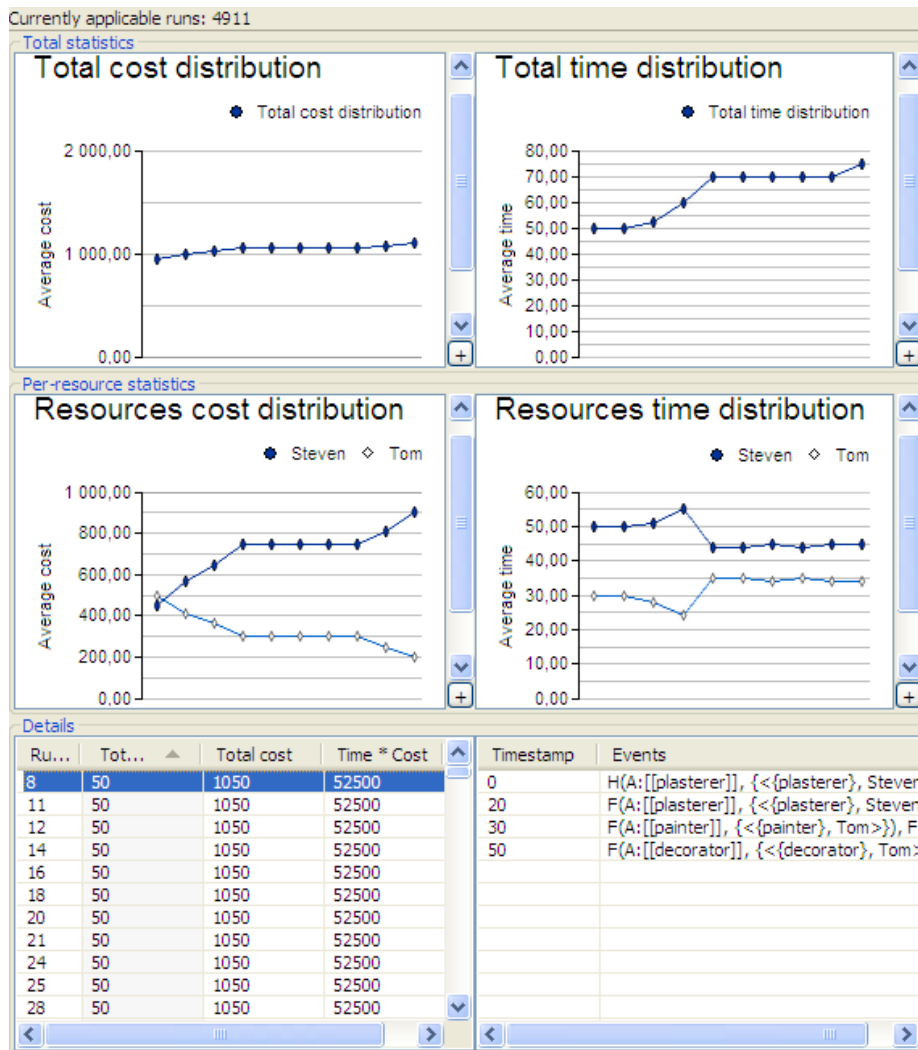 Currently applicable runs: 4911
Total statistics
Total cost distribution
Total cost distribution
2 000,00
1 000,00
0,00
Average cost
Total time distribution
Total time distribution
80,00
70,00
60,00
50,00
40,00
30,00
20,00
10,00
0,00
Average time
+
+
Per-resource statistics
Resources cost distribution
Steven Tom
1 000,00
800,00
600,00
400,00
200,00
0,00
Average cost
Resources time distribution
Steven Tom
60,00
50,00
40,00
30,00
20,00
10,00
0,00
Average time
+
+
Details
Ru... Tot... Total cost Time * Cost
8 50 1050 52500
11 50 1050 52500
12 50 1050 52500
14 50 1050 52500
16 50 1050 52500
18 50 1050 52500
20 50 1050 52500
21 50 1050 52500
24 50 1050 52500
25 50 1050 52500
28 50 1050 52500
Timestamp Events
0 H(A:[[plasterer]], {<{plasterer}, Steven
20 F(A:[[plasterer]], {<{plasterer}, Steven
30 F(A:[[painter]], {<{painter}, Tom>}), F
50 F(A:[[decorator]], {<{decorator}, Tom>